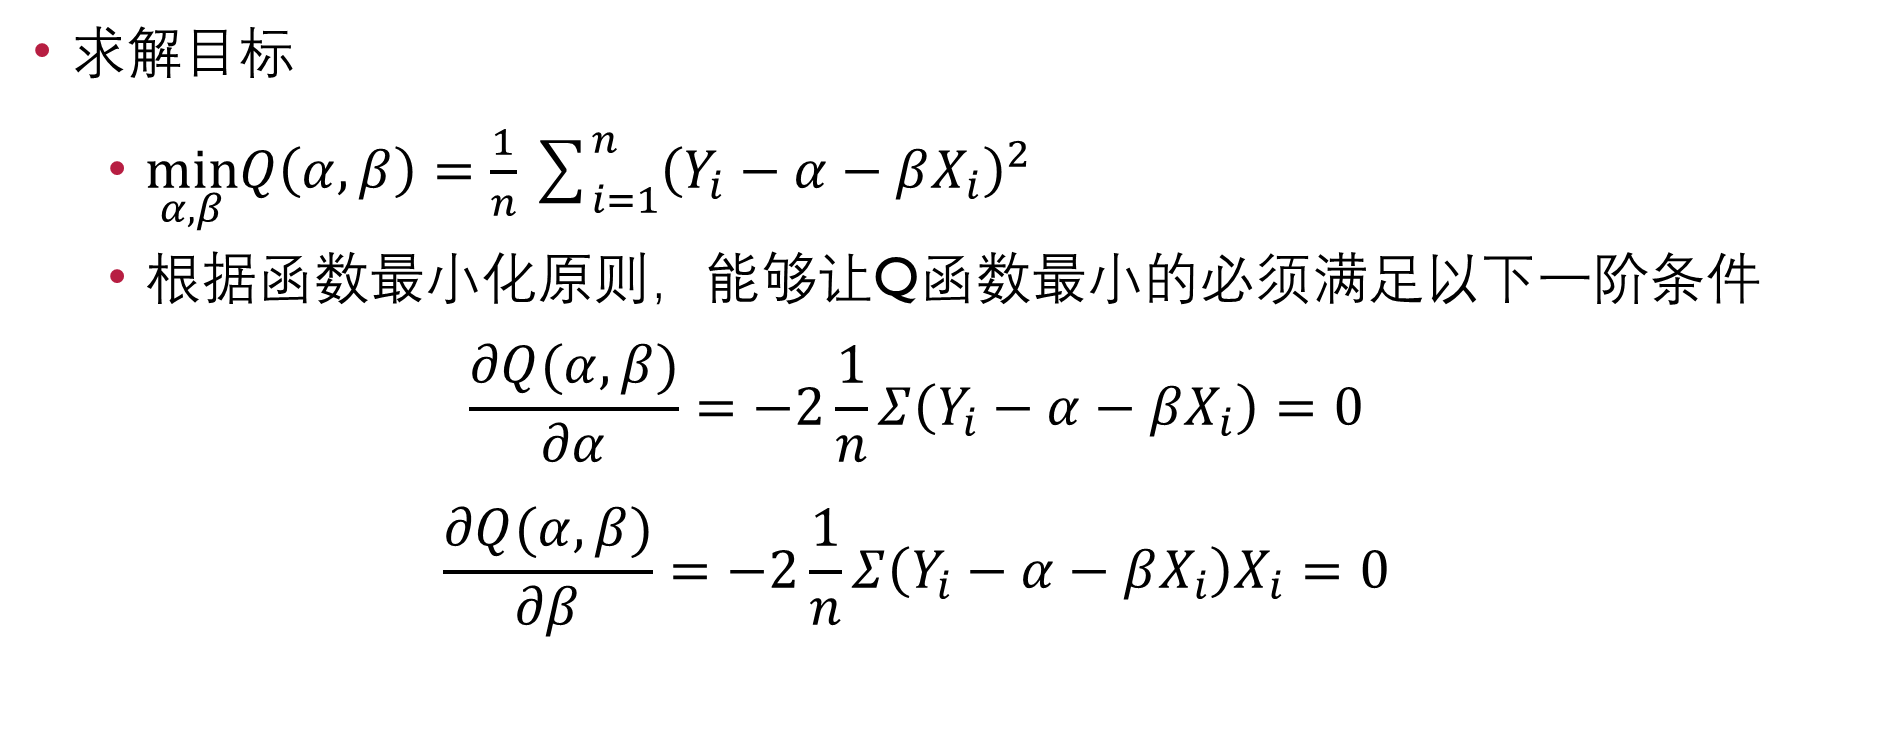 • 求解目标
• min_{α,β} Q(α, β) = 1/n ∑_{i=1}^{n} (Y_i − α − βX_i)^2
• 根据函数最小化原则，能够让Q函数最小的必须满足以下一阶条件
∂Q(α, β)/∂α = −2 1/n Σ(Y_i − α − βX_i) = 0
∂Q(α, β)/∂β = −2 1/n Σ(Y_i − α − βX_i)X_i = 0